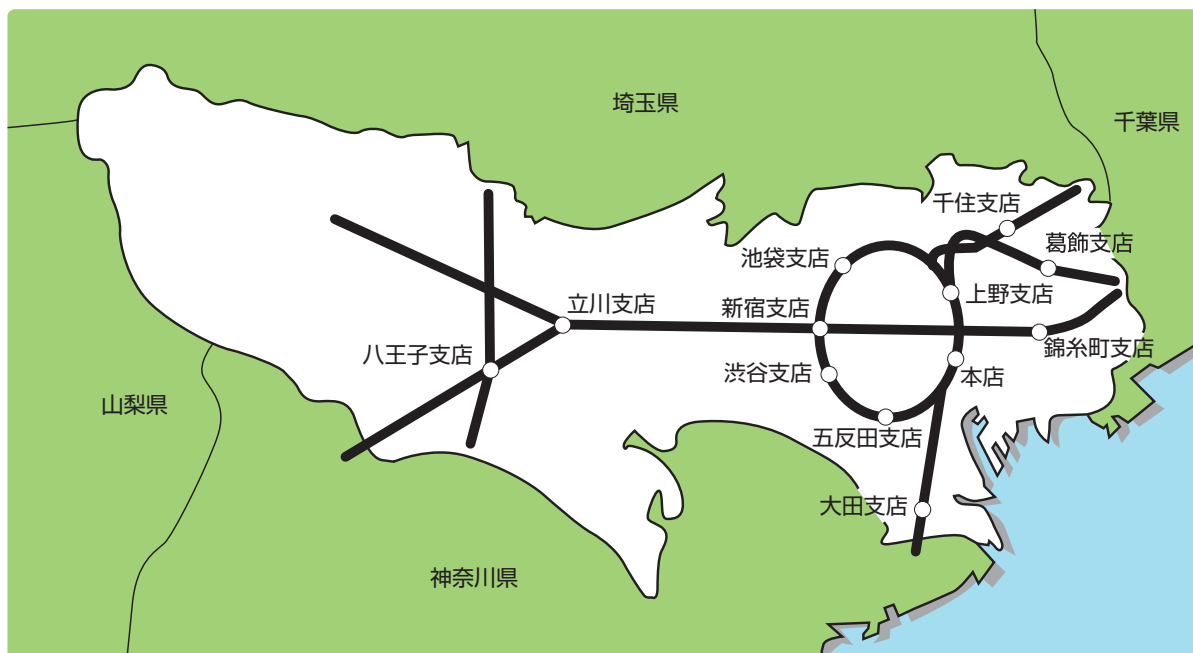 埼玉県
千葉県
千住支店
葛飾支店
池袋支店
上野支店
立川支店
新宿支店
錦糸町支店
八王子支店
渋谷支店
本店
山梨県
五反田支店
大田支店
神奈川県